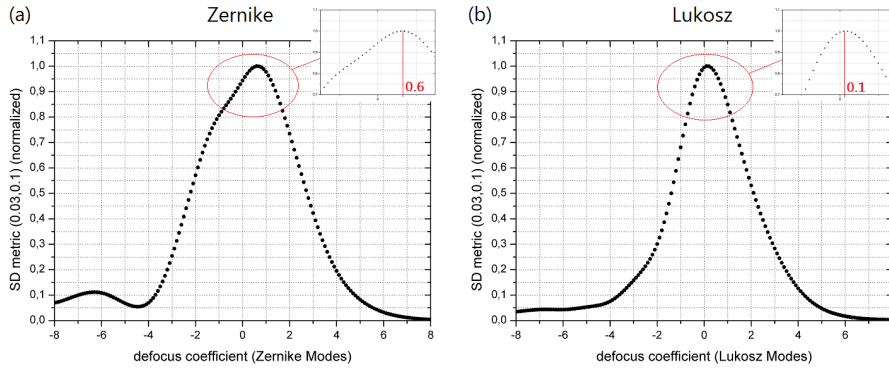 (a)
Zernike
(b)
Lukosz
SD metric (0.03,0.1) (normalized)
1,1
1,0
0,9
0,8
0,7
0,6
0,5
0,4
0,3
0,2
0,1
0,0
-8 -6 -4 -2 0 2 4 6 8
defocus coefficient (Zernike Modes)
0.6
SD metric (0.03,0.1) (normalized)
1,1
1,0
0,9
0,8
0,7
0,6
0,5
0,4
0,3
0,2
0,1
0,0
-8 -6 -4 -2 0 2 4 6
defocus coefficient (Lukosz Modes)
0.1